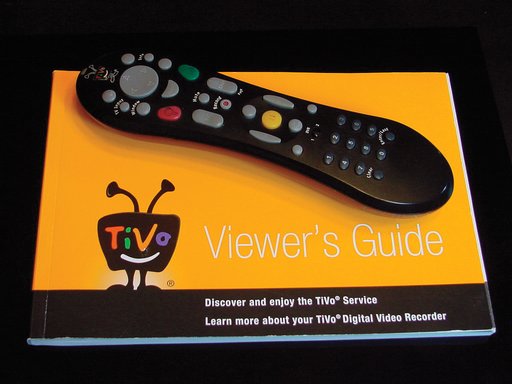 TiVo
Viewer's Guide
®
Discover and enjoy the TiVo® Service
Learn more about your TiVo® Digital Video Recorder